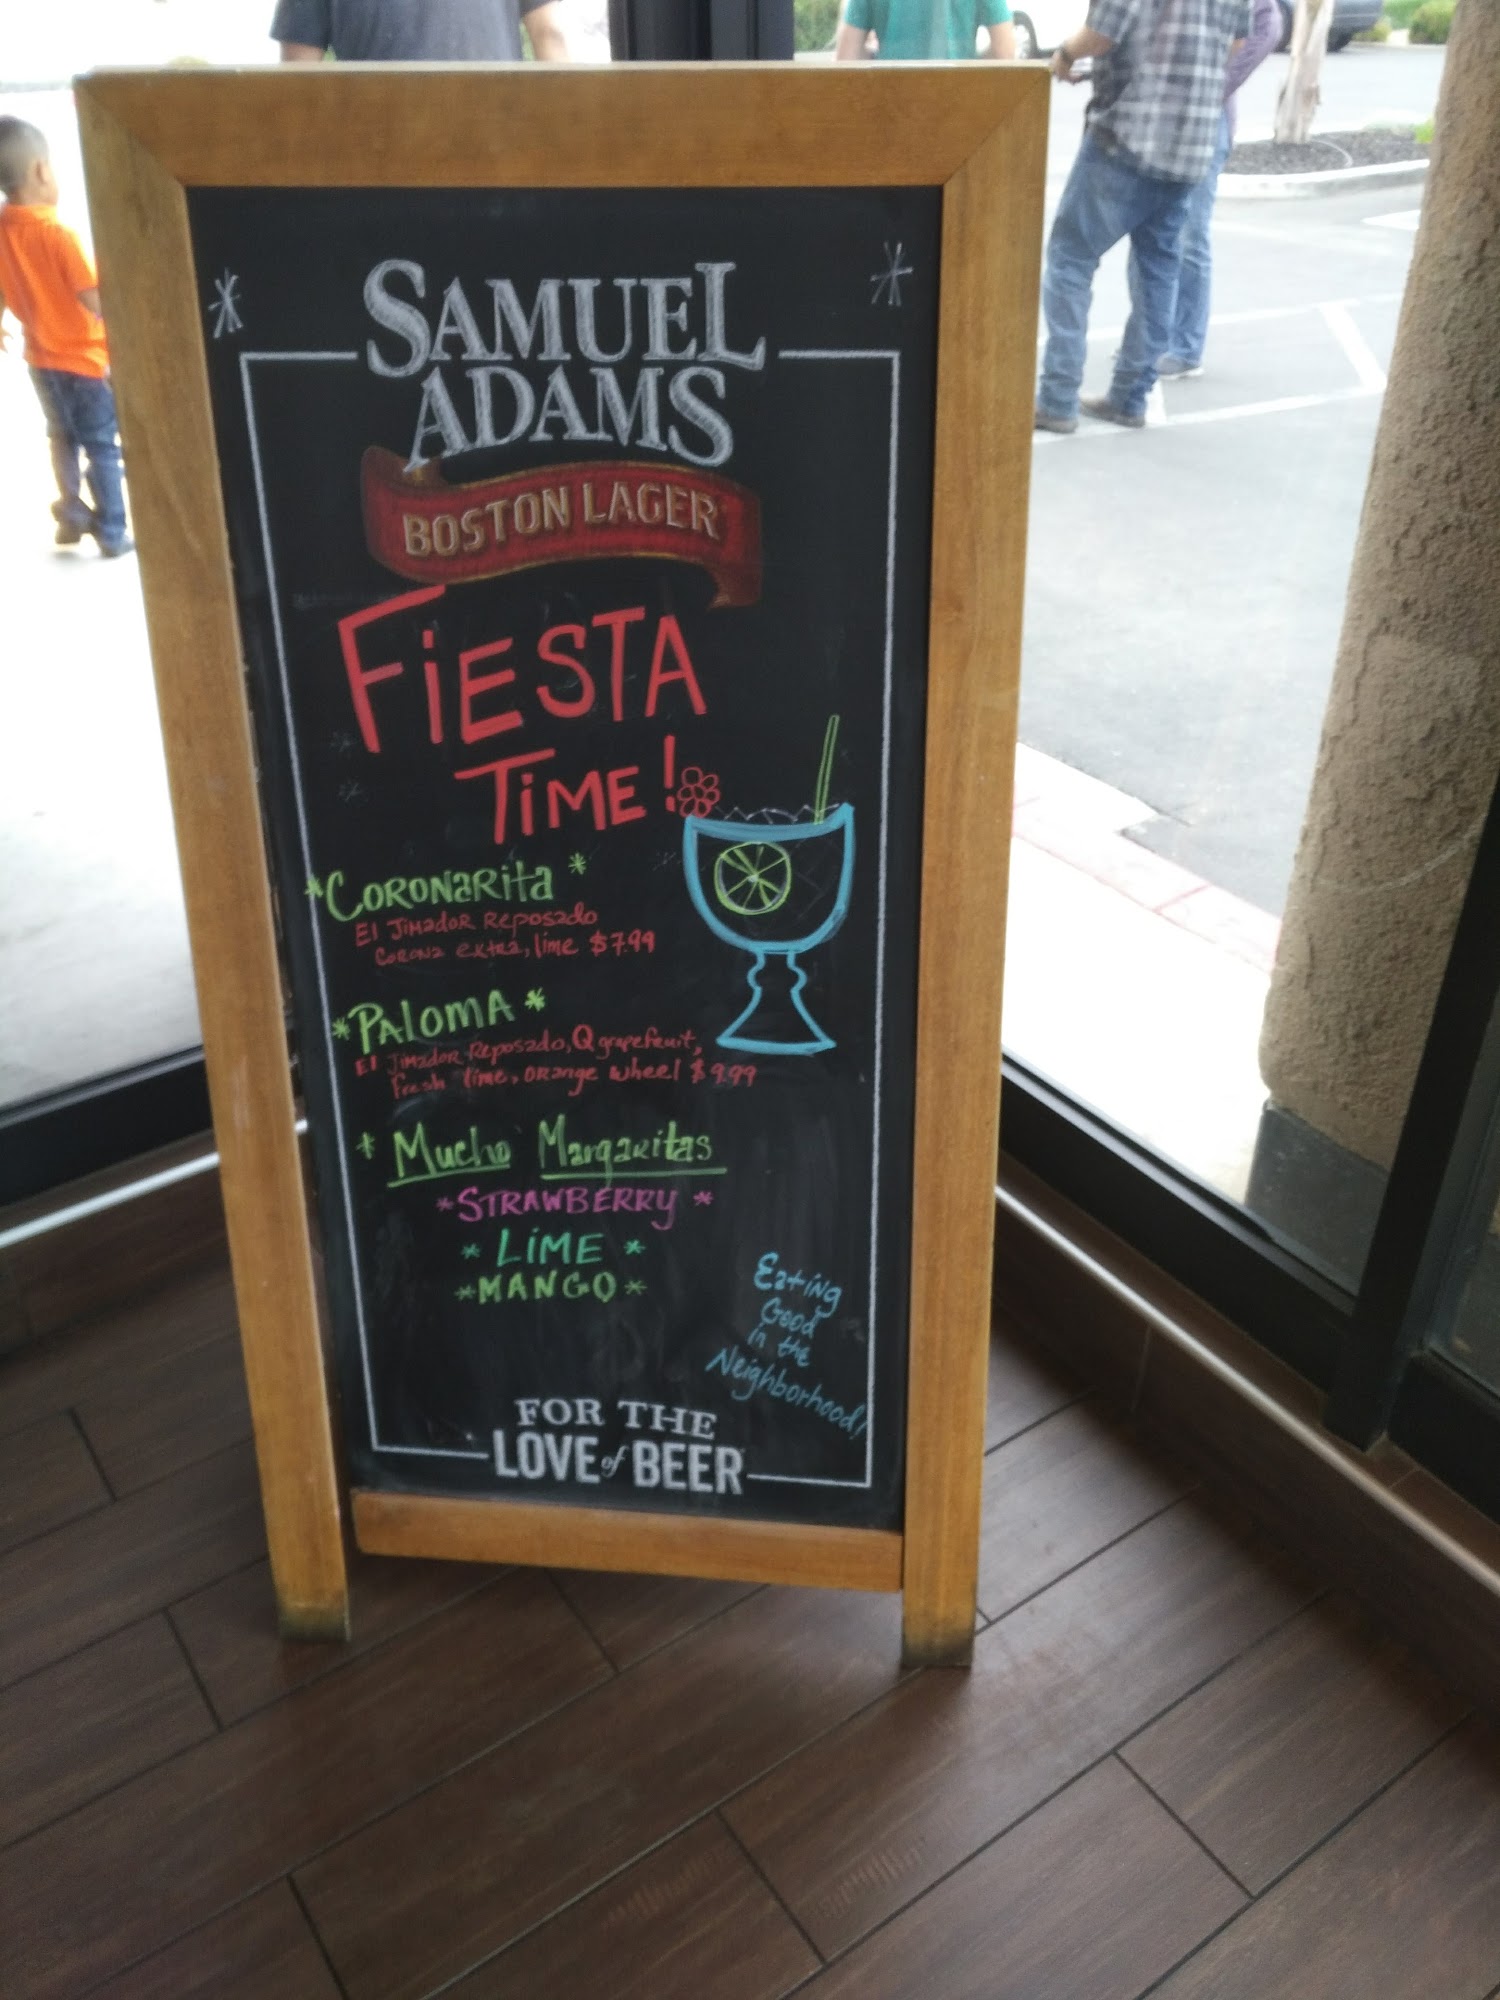 SAMUEL
ADAMS
BOSTON LAGER
FiESTA
TiME!
*CORONARita*
El JiMadoR Reposado
CORONA extra, lime $7.99
*PAloMA*
El JiMadoR Reposado, Q grapefruit,
fresh lime, ORange wheel $9.99
* Mucho Margaritas
*STRAWBERRY*
* LiME *
*MANGO*
Eating
Good
in the
Neighborhood!
FOR THE
LOVE of BEER